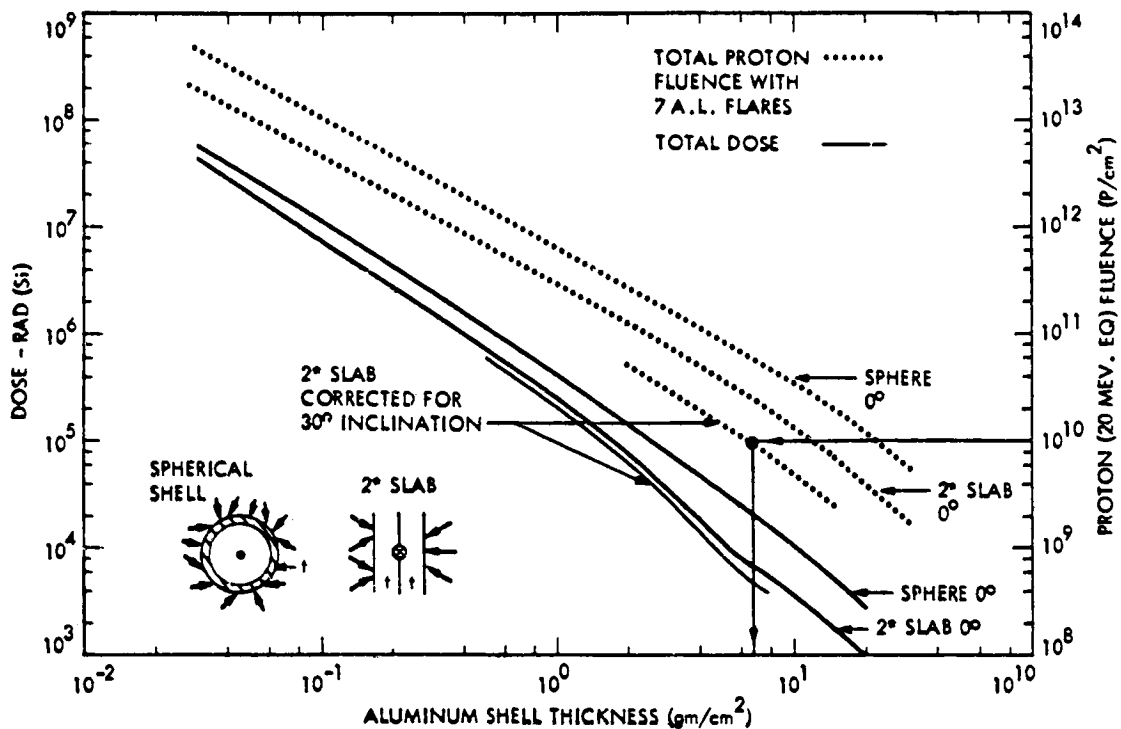 10^9
10^8
10^7
10^6
10^5
10^4
10^3
DOSE - RAD (Si)
10^14
10^13
10^12
10^11
10^10
10^9
10^8
PROTON (20 MEV. EQ) FLUENCE (P/cm^2)
TOTAL PROTON
FLUENCE WITH
7 A.L. FLARES
TOTAL DOSE
2* SLAB
CORRECTED FOR
30° INCLINATION
SPHERE
0°
2* SLAB
0°
SPHERE 0°
2* SLAB 0°
SPHERICAL
SHELL
t
2* SLAB
t t
10^-2
10^-1
10^0
10^1
10^10
ALUMINUM SHELL THICKNESS (gm/cm^2)